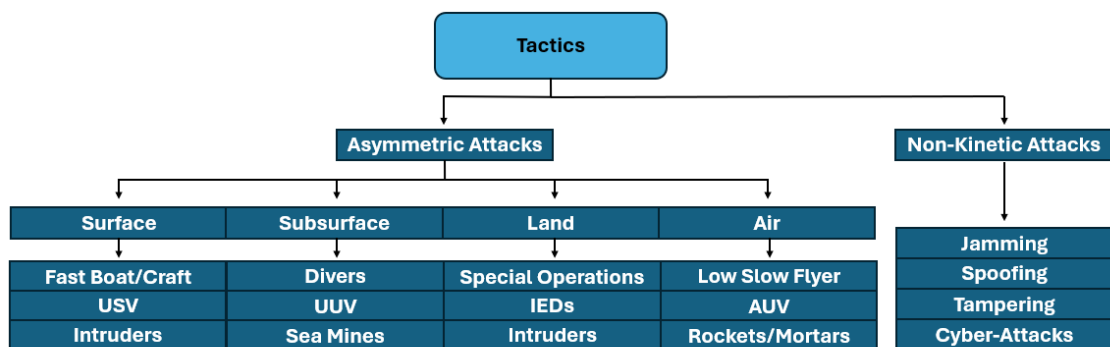 Tactics
Asymmetric Attacks
Non-Kinetic Attacks
Surface
Subsurface
Land
Air
Fast Boat/Craft
Divers
Special Operations
Low Slow Flyer
USV
UUV
IEDs
AUV
Intruders
Sea Mines
Intruders
Rockets/Mortars
Jamming
Spoofing
Tampering
Cyber-Attacks